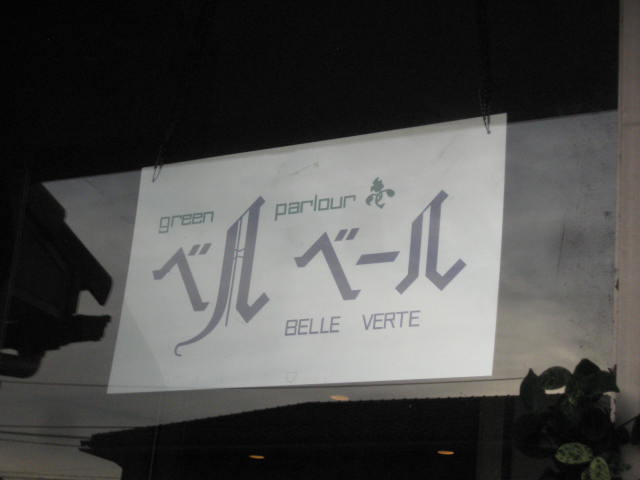 green parlour
ベル ベール
BELLE VERTE